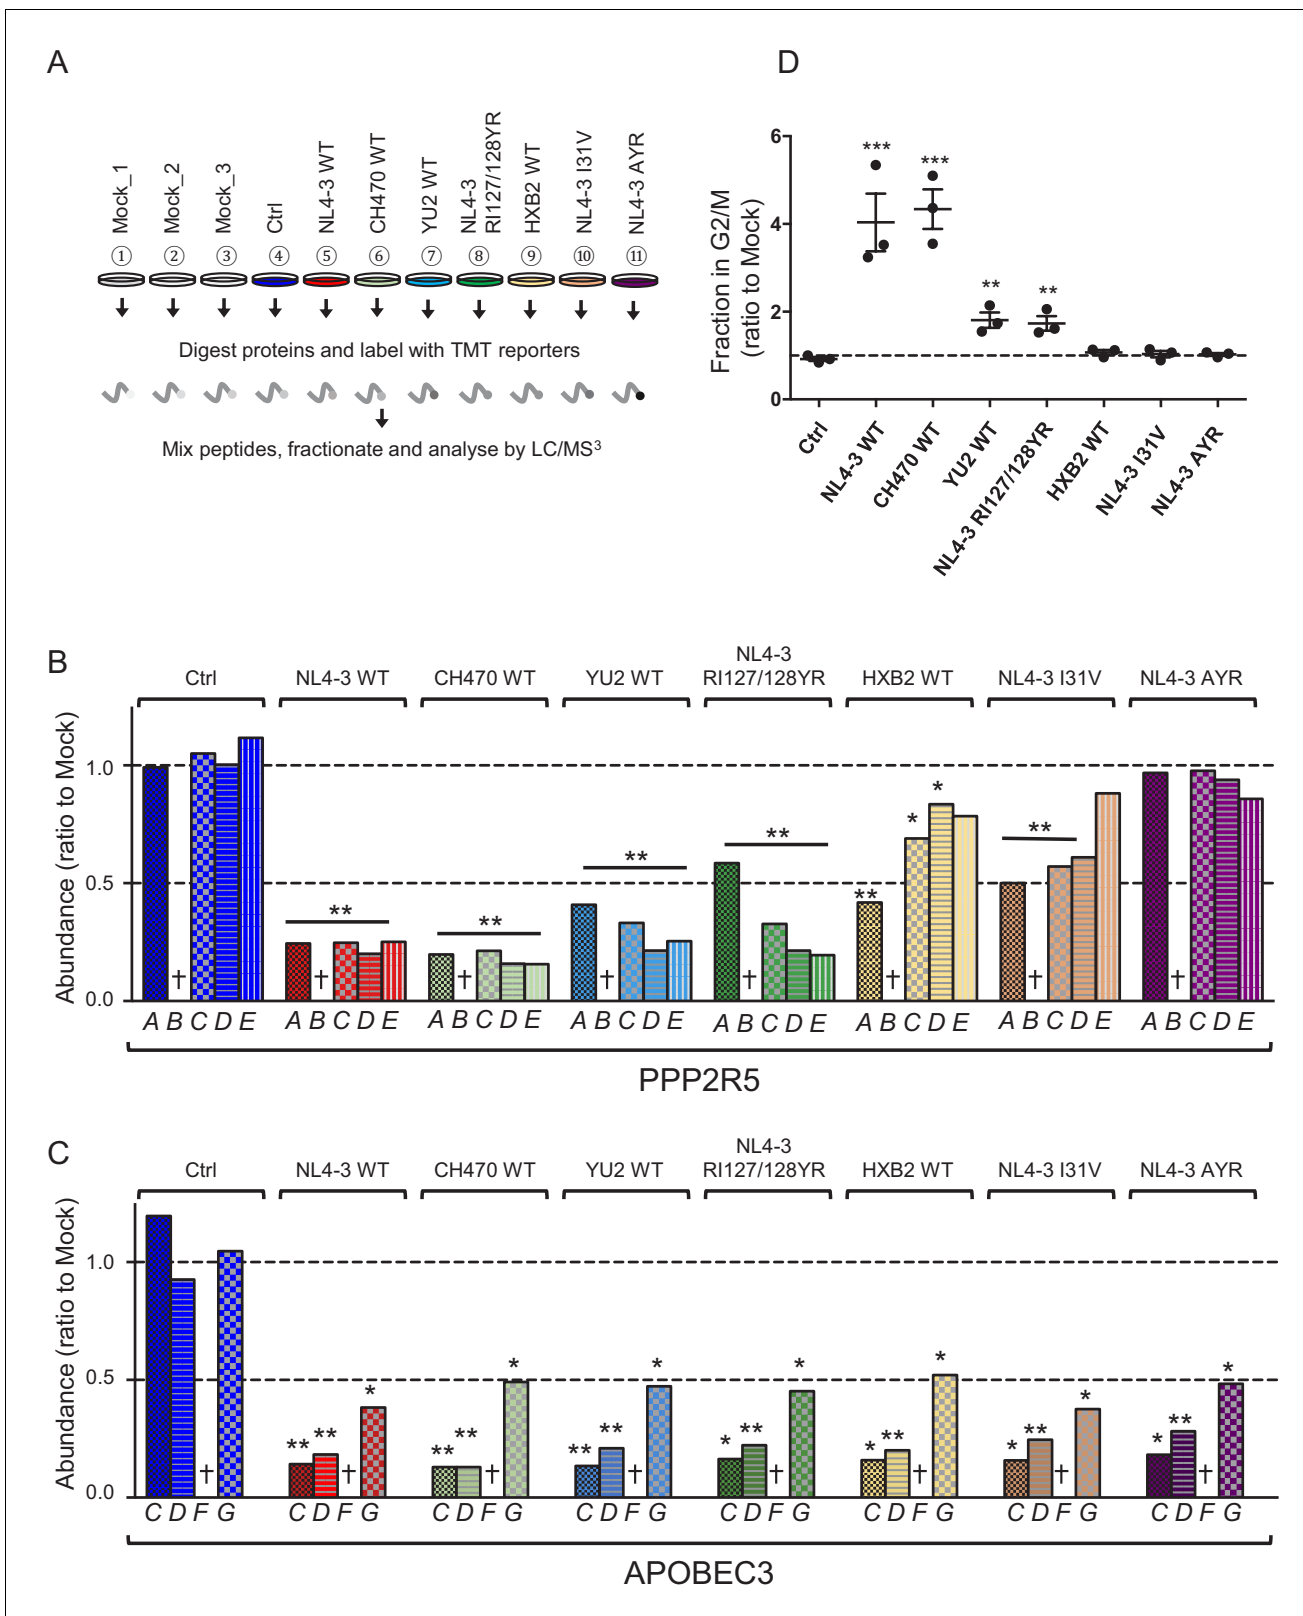 A
Mock_1
Mock_2
Mock_3
Ctrl
NL4-3 WT
CH470 WT
YU2 WT
NL4-3
RI127/128YR
HXB2 WT
NL4-3 I31V
NL4-3 AYR
① ② ③ ④ ⑤ ⑥ ⑦ ⑧ ⑨ ⑩ ⑪
Digest proteins and label with TMT reporters
Mix peptides, fractionate and analyse by LC/MS³
D
Fraction in G2/M
(ratio to Mock)
6
4
2
0
*** *** ** **
Ctrl
NL4-3 WT
CH470 WT
YU2 WT
NL4-3 RI127/128YR
HXB2 WT
NL4-3 I31V
NL4-3 AYR
B
Ctrl
NL4-3 WT
CH470 WT
YU2 WT
NL4-3
RI127/128YR
HXB2 WT
NL4-3 I31V
NL4-3 AYR
Abundance (ratio to Mock)
1.0
0.5
0.0
** ** ** ** ** * * **
† † † † † † † †
A B C D E A B C D E A B C D E A B C D E A B C D E A B C D E A B C D E A B C D E
PPP2R5
C
Ctrl
NL4-3 WT
CH470 WT
YU2 WT
NL4-3
RI127/128YR
HXB2 WT
NL4-3 I31V
NL4-3 AYR
Abundance (ratio to Mock)
1.0
0.5
0.0
** ** * ** ** * ** ** * * ** * * ** * * ** * * ** *
† † † † † † † †
C D F G C D F G C D F G C D F G C D F G C D F G C D F G C D F G
APOBEC3